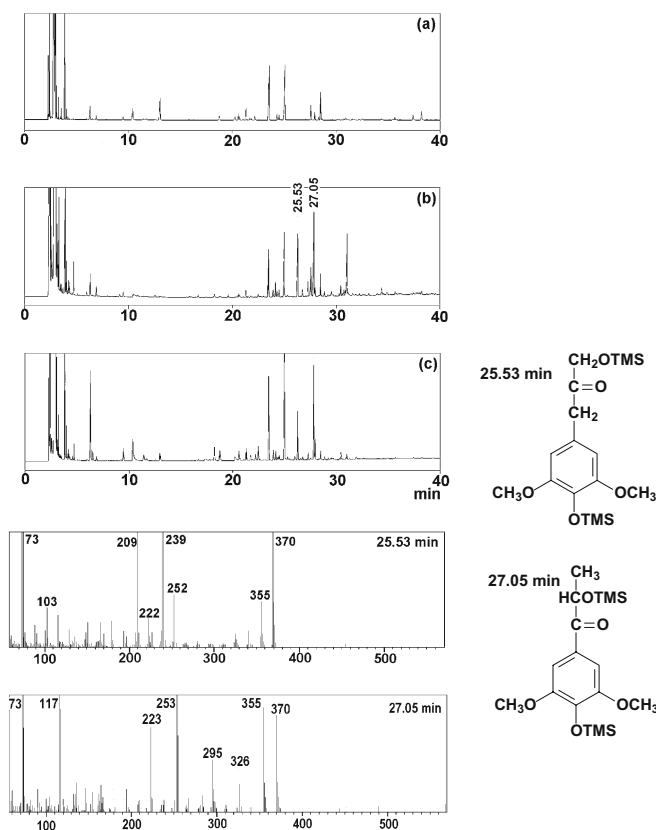 (a)
0 10 20 30 40
25.53
27.05
(b)
0 10 20 30 40
(c)
0 10 20 30 40
min
25.53 min
CH2OTMS
C=O
CH2
CH3O
OCH3
OTMS
73 209 239 370 25.53 min
103 222 252 355
100 200 300 400 500
27.05 min
CH3
HCOTMS
C=O
CH3O
OCH3
OTMS
73 117 253 355 370 27.05 min
223 295 326
100 200 300 400 500